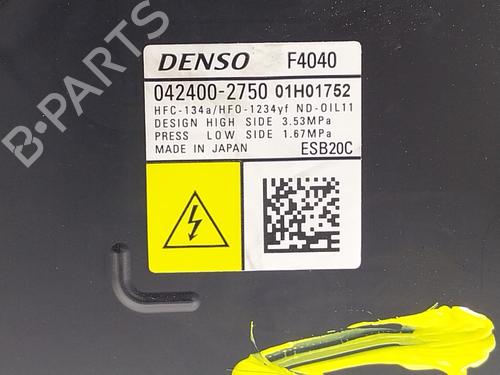 DENSO F4040
042400-2750 01H01752
HFC-134a/HFO-1234yf ND-OIL11
DESIGN HIGH SIDE 3.53MPa
PRESS LOW SIDE 1.67MPa
MADE IN JAPAN ESB20C
B-PARTS